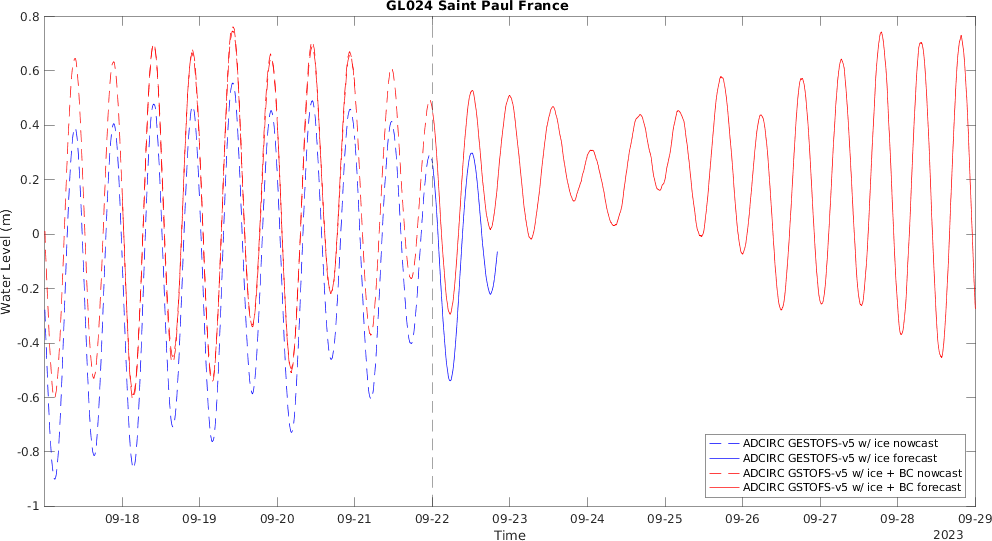 GL024 Saint Paul France
Water Level (m)
0.8
0.6
0.4
0.2
0
-0.2
-0.4
-0.6
-0.8
-1
ADCIRC GESTOFS-v5 w/ ice nowcast
ADCIRC GESTOFS-v5 w/ ice forecast
ADCIRC GSTOFS-v5 w/ ice + BC nowcast
ADCIRC GSTOFS-v5 w/ ice + BC forecast
09-18 09-19 09-20 09-21 09-22 09-23 09-24 09-25 09-26 09-27 09-28 09-29
Time
2023